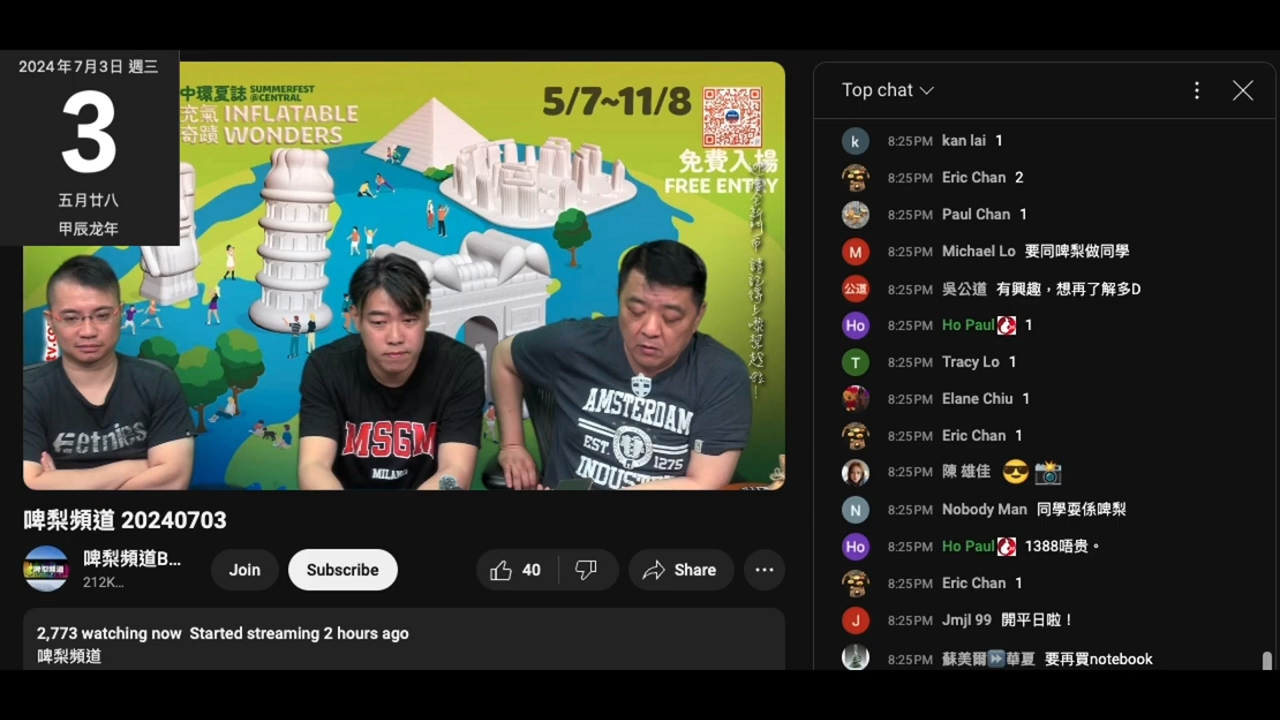 2024年7月3日 週三
3
五月廿八
甲辰龙年
中環夏誌 SUMMERFEST @CENTRAL
充氣 INFLATABLE
奇蹟 WONDERS
5/7~11/8
免費入場
FREE ENTRY
etnies
MSGM
MILANO
AMSTERDAM
EST. 1275
INDUST
啤梨頻道 20240703
啤梨頻道B...
212K...
Join
Subscribe
40
Share
2,773 watching now Started streaming 2 hours ago
啤梨頻道
Top chat
8:25PM kan lai 1
8:25PM Eric Chan 2
8:25PM Paul Chan 1
8:25PM Michael Lo 要同啤梨做同學
8:25PM 吳公道 有興趣，想再了解多D
8:25PM Ho Paul 1
8:25PM Tracy Lo 1
8:25PM Elane Chiu 1
8:25PM Eric Chan 1
8:25PM 陳 雄佳 😎📸
8:25PM Nobody Man 同學耍係啤梨
8:25PM Ho Paul 1388唔贵。
8:25PM Eric Chan 1
8:25PM Jmjl 99 開平日啦！
8:25PM 蘇美爾⏩華夏 要再買notebook